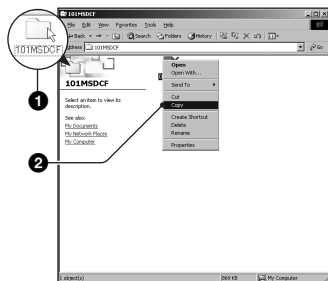 101MSDCF
File Edit View Favorites Tools Help
Back Search Folders History
Address 101MSDCF Go
101MSDCF
1
101MSDCF
Select an item to view its
description.
See also:
My Documents
My Network Places
My Computer
Open
Open With...
Send To
Cut
Copy
2
Create Shortcut
Delete
Rename
Properties
1 object(s) 869 KB My Computer